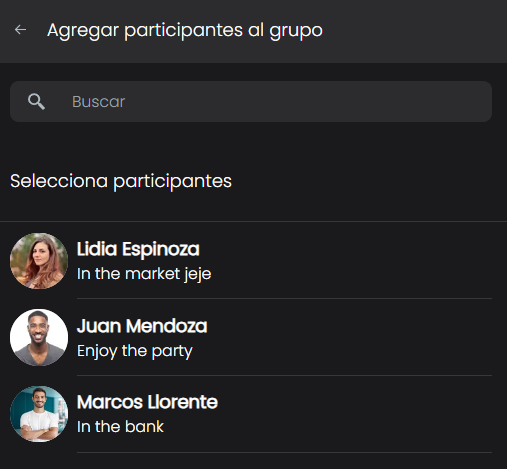 Agregar participantes al grupo
Buscar
Selecciona participantes
Lidia Espinoza
In the market jeje
Juan Mendoza
Enjoy the party
Marcos Llorente
In the bank